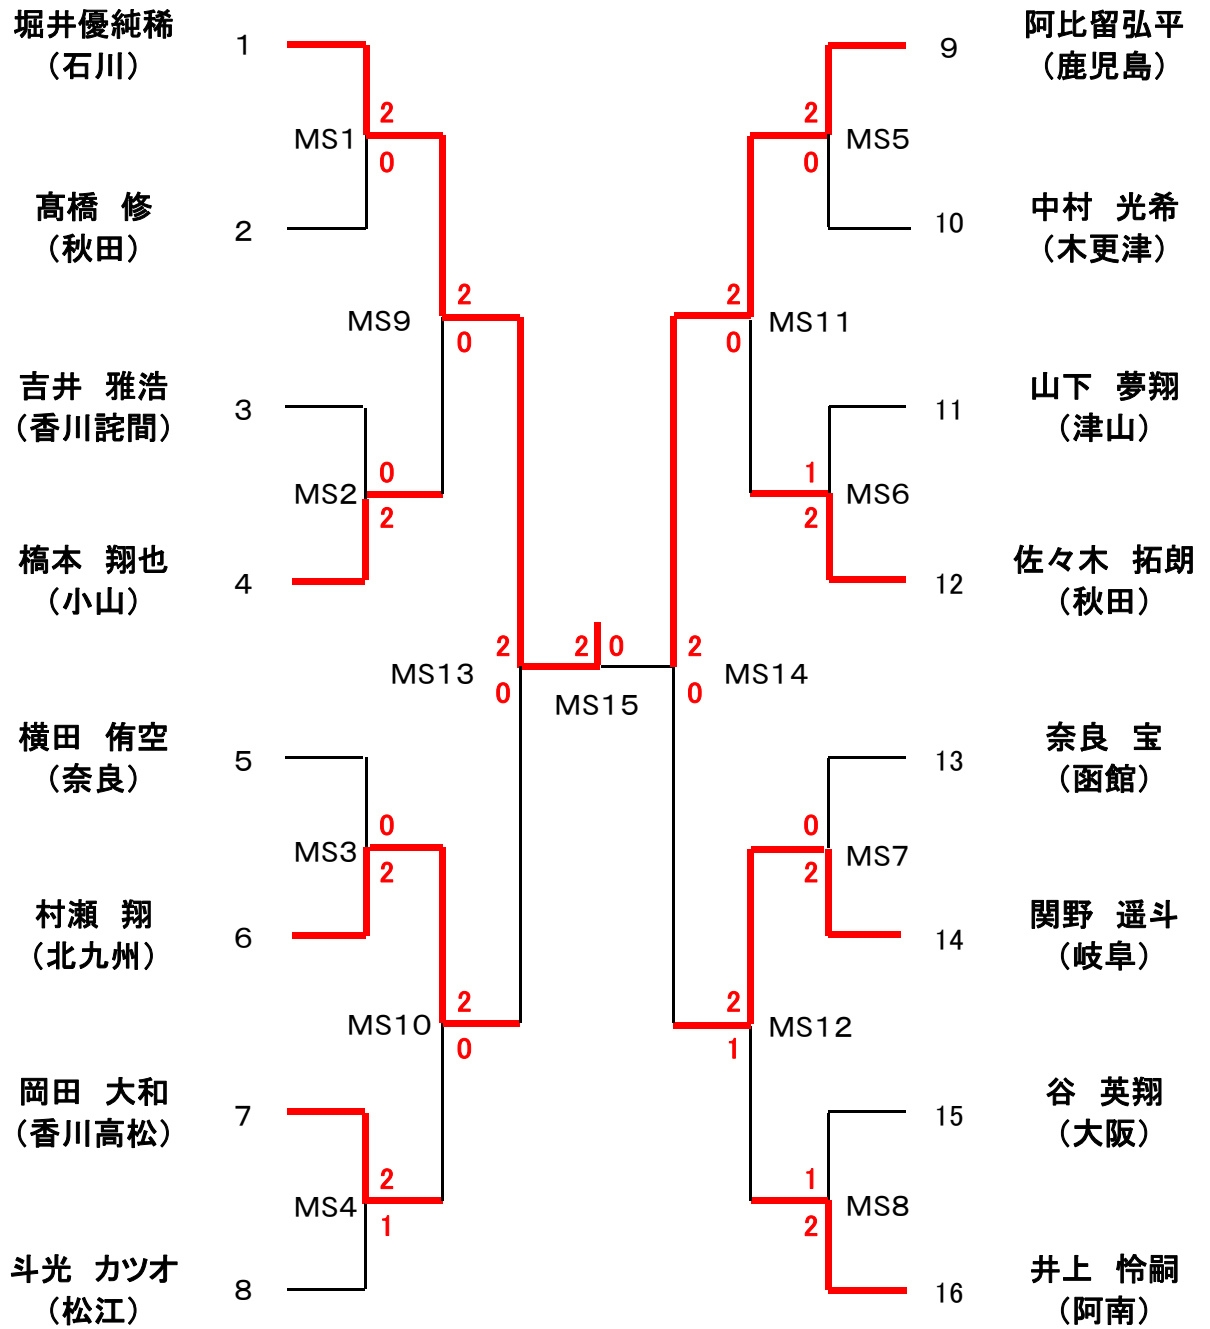 堀井優純稀
（石川）
1
2
MS1
0
髙橋　修
（秋田）
2
2
MS9
0
吉井　雅浩
（香川詫間）
3
0
MS2
2
橋本　翔也
（小山）
4
MS13
2
0
横田　侑空
（奈良）
5
0
MS3
2
村瀬　翔
（北九州）
6
2
MS10
0
岡田　大和
（香川高松）
7
2
MS4
1
斗光　カツオ
（松江）
8
2
0
MS15
阿比留弘平
（鹿児島）
9
2
MS5
0
中村　光希
（木更津）
10
2
MS11
0
山下　夢翔
（津山）
11
1
MS6
2
佐々木　拓朗
（秋田）
12
2
MS14
0
奈良　宝
（函館）
13
0
MS7
2
関野　遥斗
（岐阜）
14
2
MS12
1
谷　英翔
（大阪）
15
1
MS8
2
井上　怜嗣
（阿南）
16